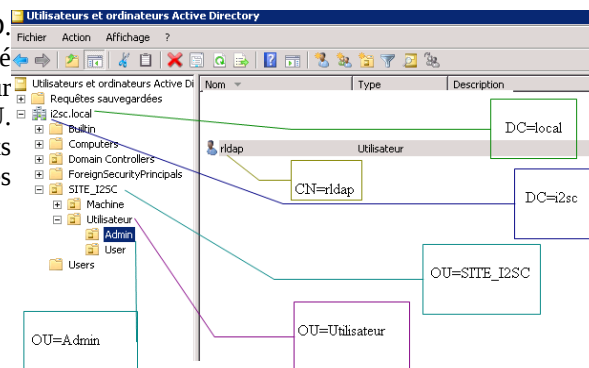 Utilisateurs et ordinateurs Active Directory
Fichier Action Affichage ?
Utilisateurs et ordinateurs Active Di
Nom Type Description
Requêtes sauvegardées
i2sc.local
Builtin
Computers
Domain Controllers
ForeignSecurityPrincipals
SITE_I2SC
Machine
Utilisateur
Admin
User
Users
rldap Utilisateur
DC=local
CN=rldap
DC=i2sc
OU=SITE_I2SC
OU=Utilisateur
OU=Admin